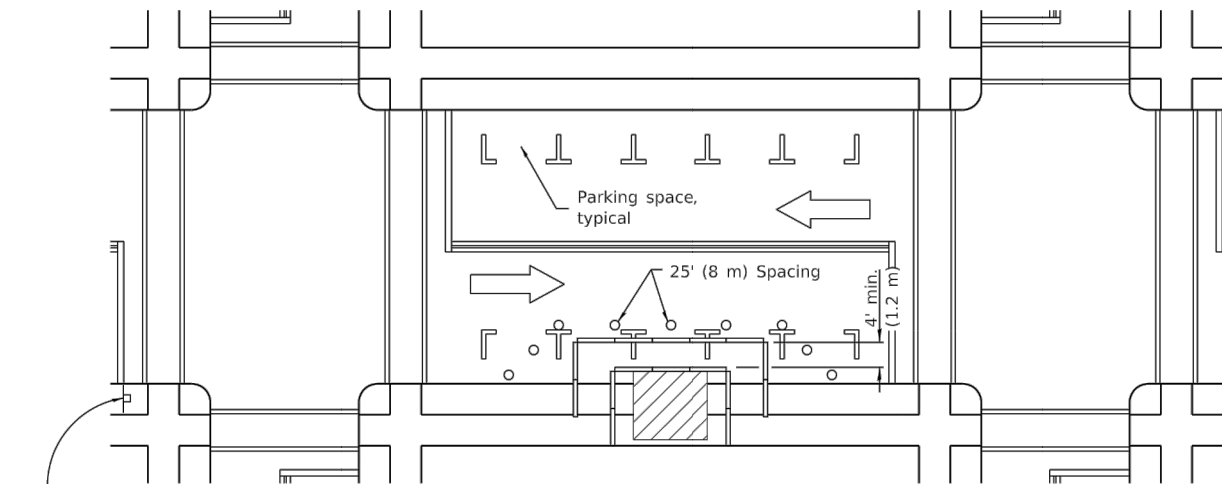 Parking space,
typical
25' (8 m) Spacing
4' min.
(1.2 m)